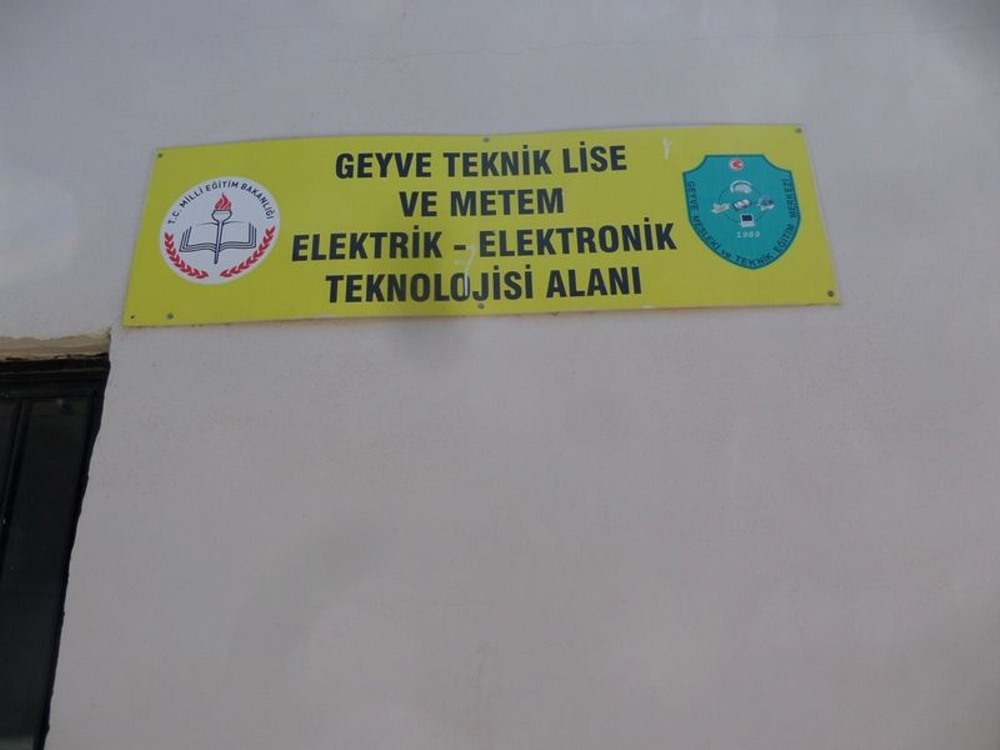 GEYVE TEKNİK LİSE
VE METEM
ELEKTRİK - ELEKTRONİK
TEKNOLOJİSİ ALANI
T.C. MİLLİ EĞİTİM BAKANLIĞI
GEYVE MESLEKİ ve TEKNİK EĞİTİM MERKEZİ
1989